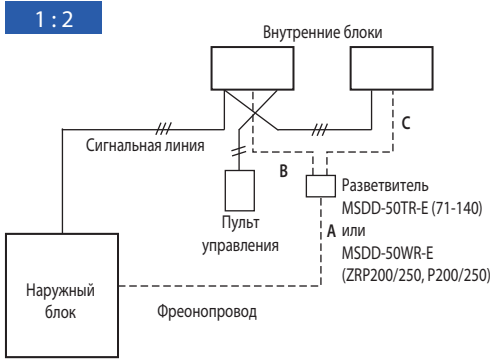 1 : 2
Внутренние блоки
C
Сигнальная линия
B
Разветвитель
MSDD-50TR-E (71-140)
A или
MSDD-50WR-E
(ZRP200/250, P200/250)
Пульт
управления
Наружный
блок
Фреонопровод